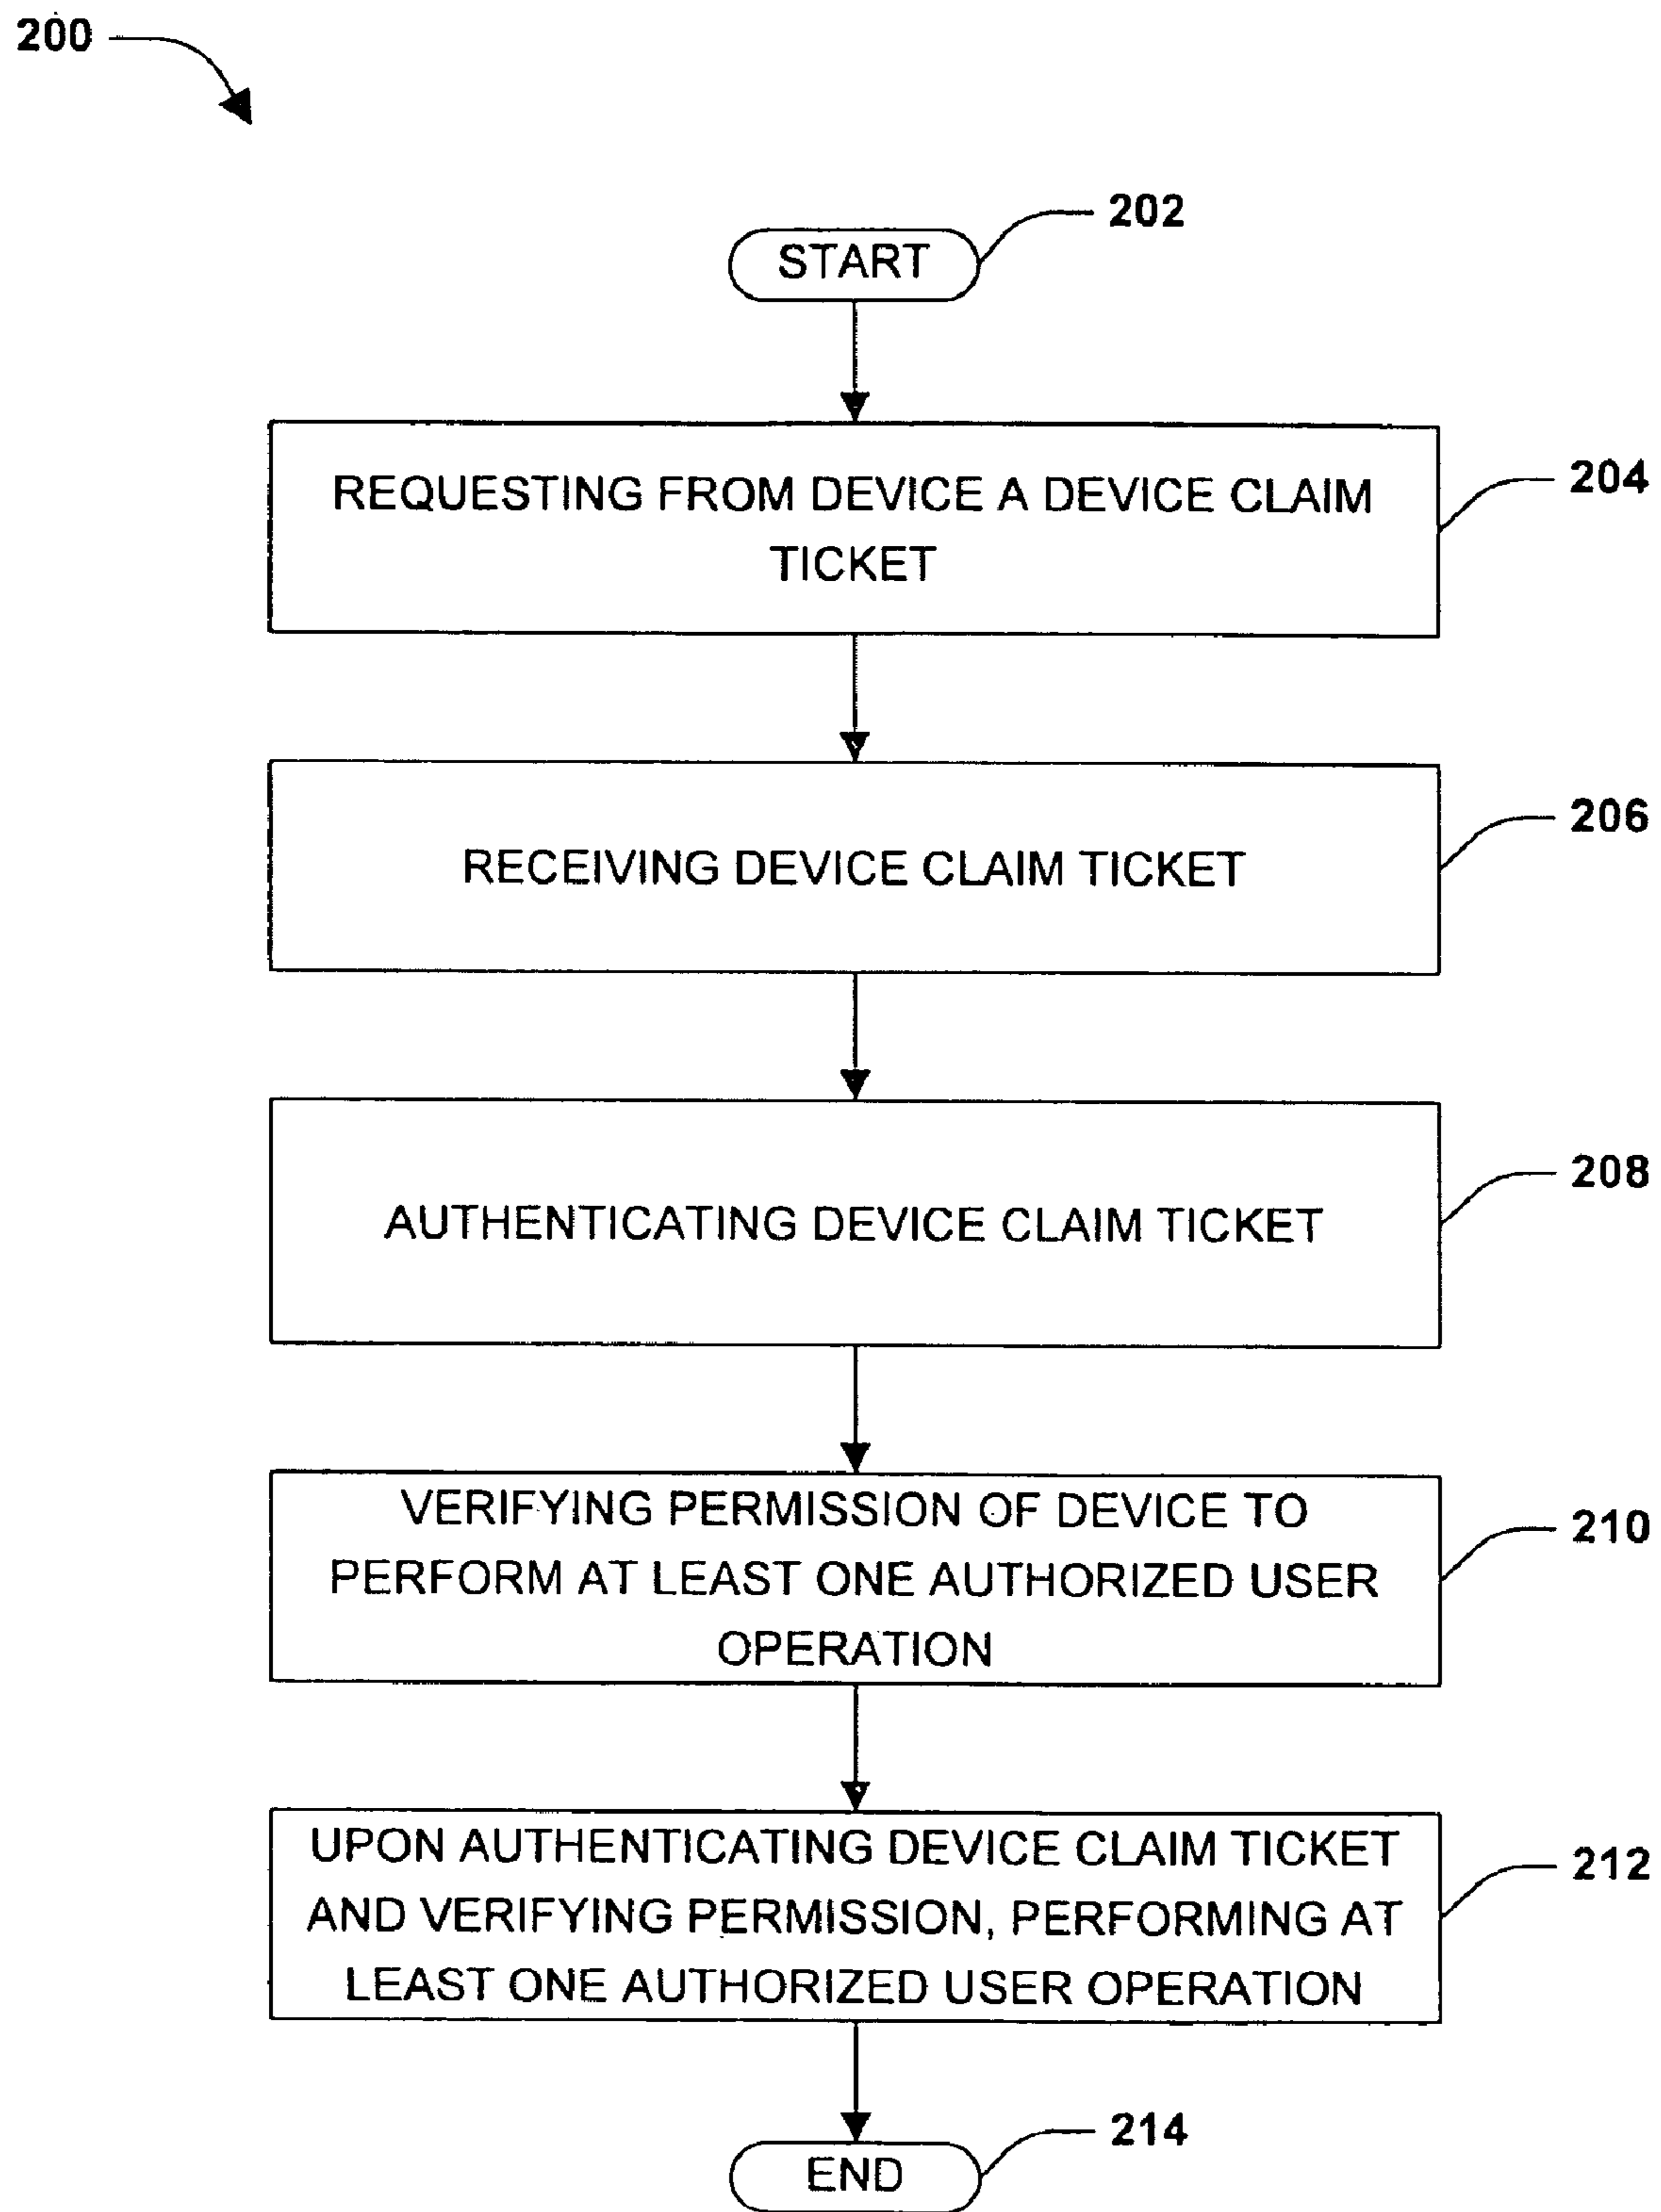 200
202
START
REQUESTING FROM DEVICE A DEVICE CLAIM
TICKET
204
RECEIVING DEVICE CLAIM TICKET
206
AUTHENTICATING DEVICE CLAIM TICKET
208
VERIFYING PERMISSION OF DEVICE TO
PERFORM AT LEAST ONE AUTHORIZED USER
OPERATION
210
UPON AUTHENTICATING DEVICE CLAIM TICKET
AND VERIFYING PERMISSION, PERFORMING AT
LEAST ONE AUTHORIZED USER OPERATION
212
214
END